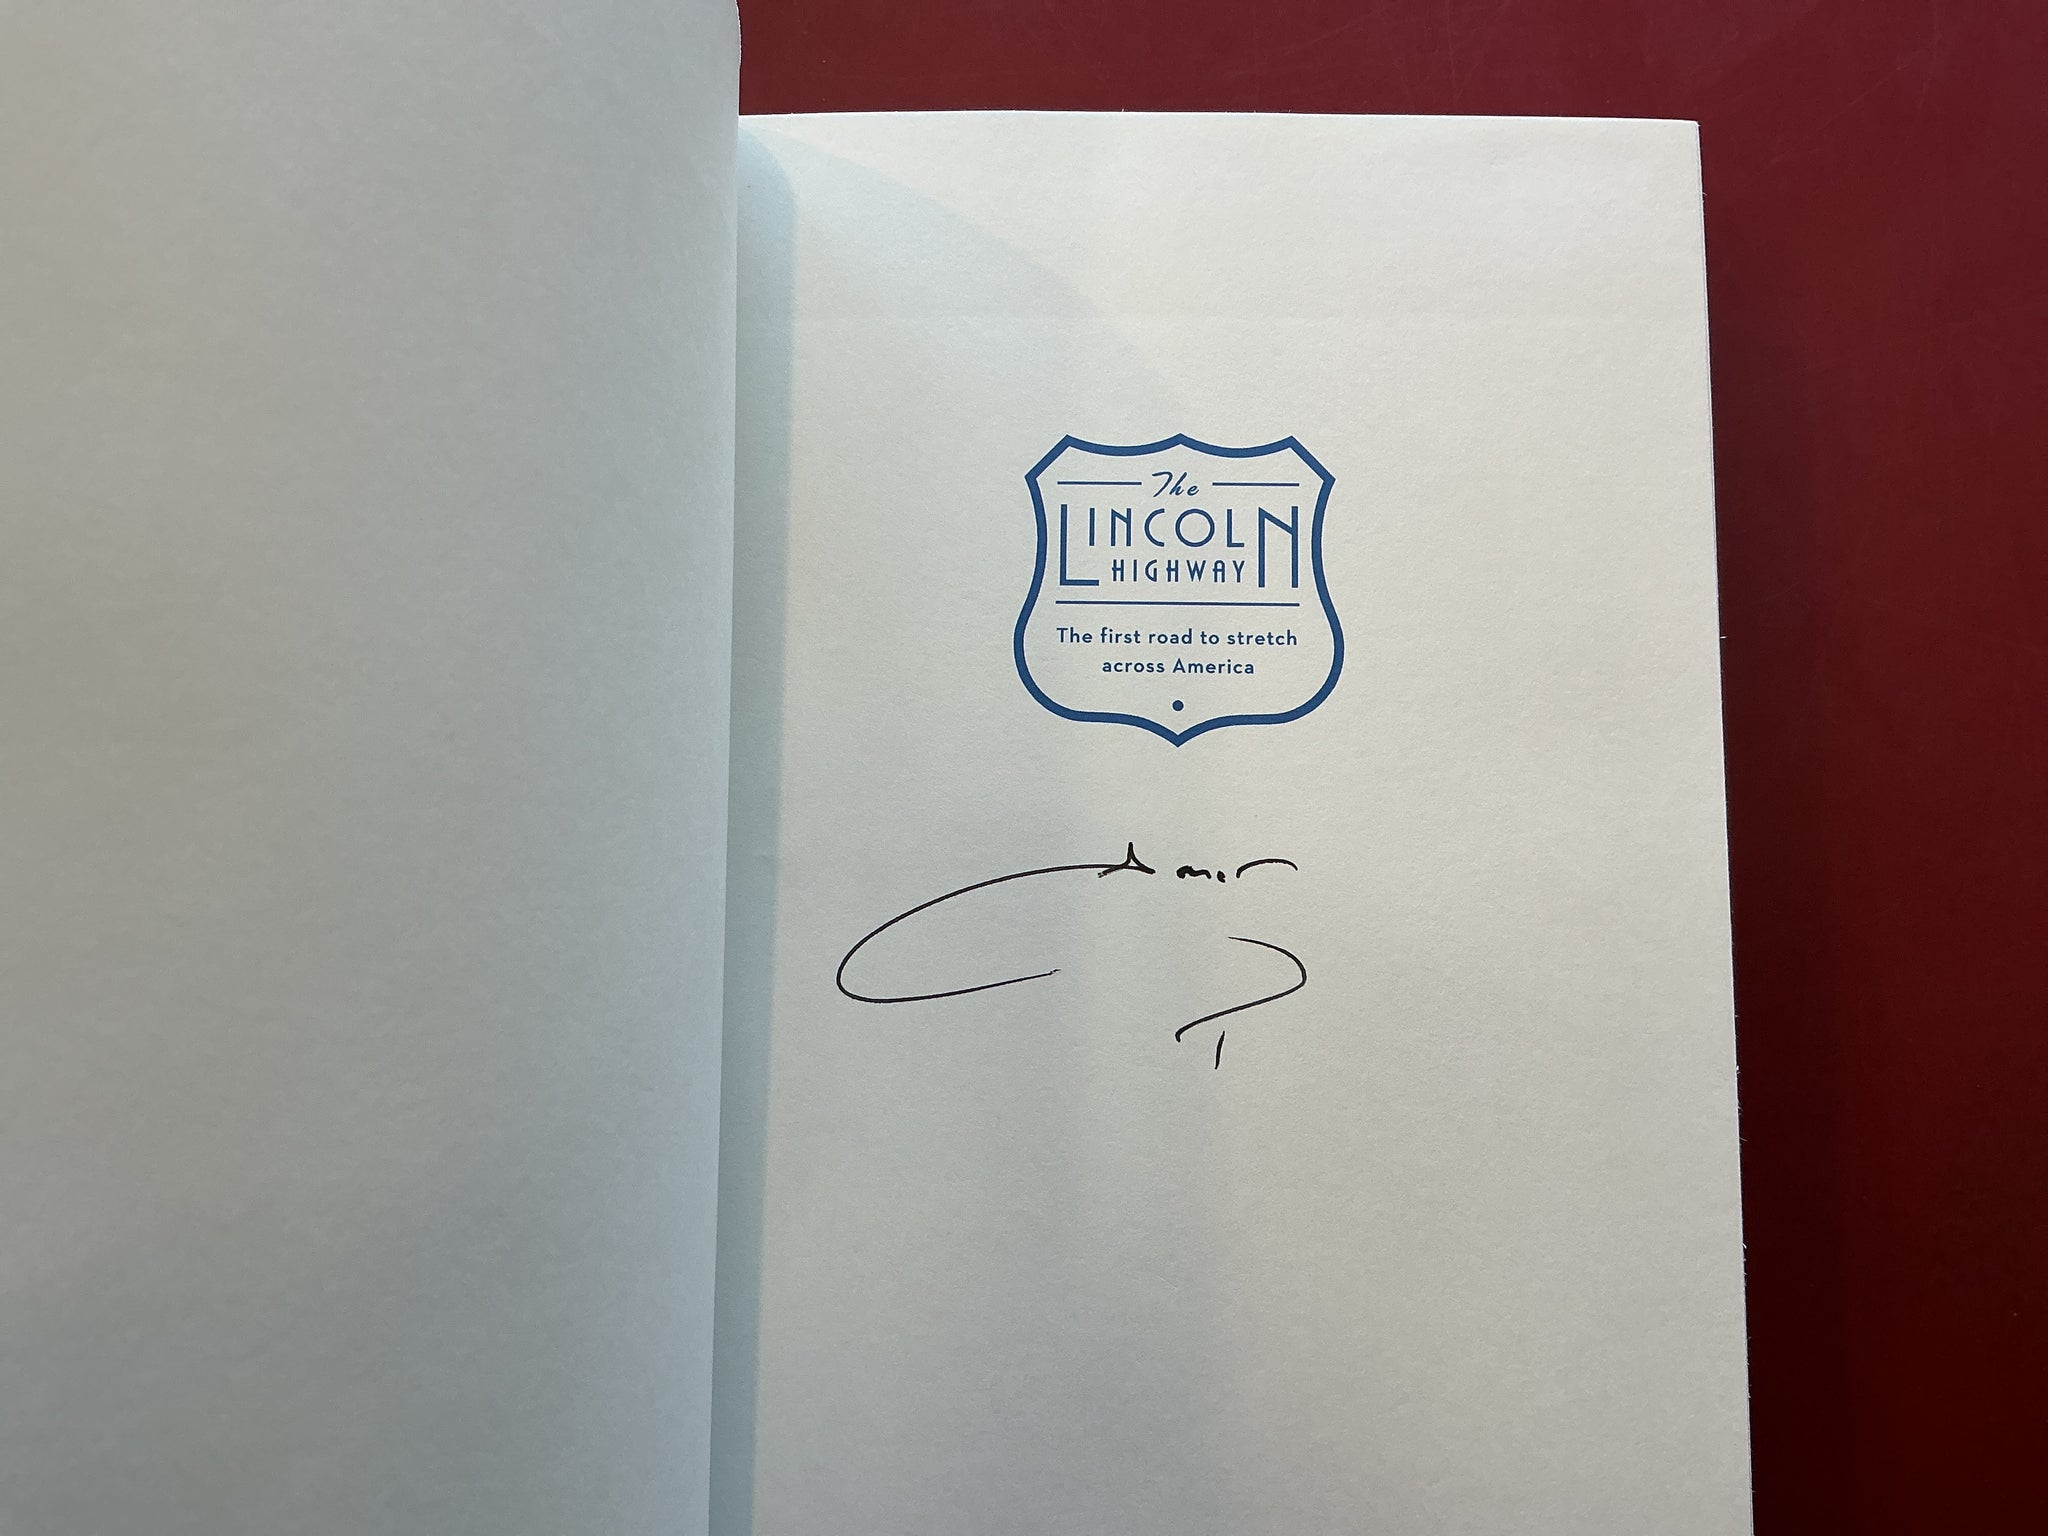 The
LINCOLN
HIGHWAY
The first road to stretch
across America